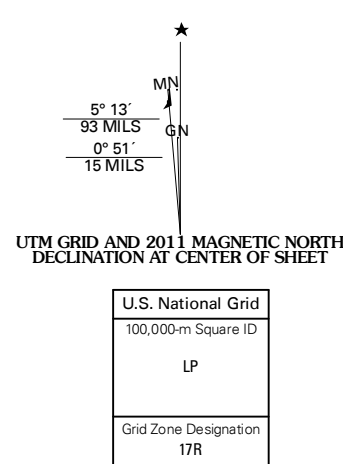 MN
5° 13´
93 MILS
GN
0° 51´
15 MILS
UTM GRID AND 2011 MAGNETIC NORTH
DECLINATION AT CENTER OF SHEET
U.S. National Grid
100,000-m Square ID
LP
Grid Zone Designation
17R